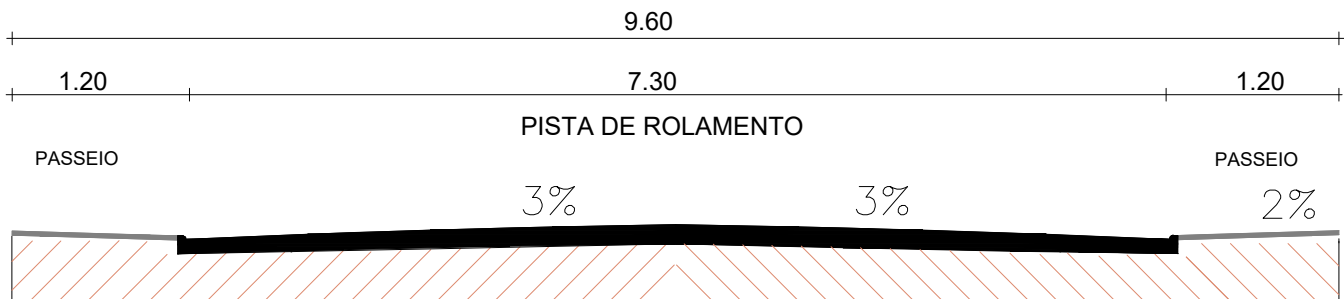 9.60
1.20 7.30 1.20
PISTA DE ROLAMENTO
PASSEIO PASSEIO
3% 3% 2%